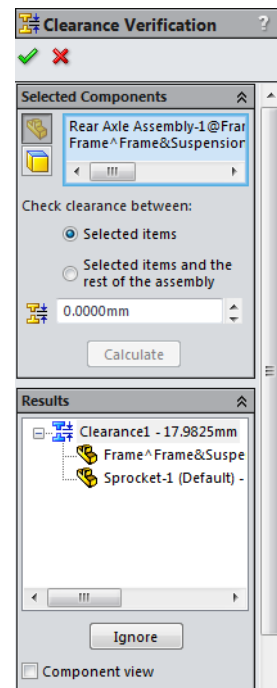 Clearance Verification ?
Selected Components
Rear Axle Assembly-1@Frar
Frame^Frame&Suspension
Check clearance between:
Selected items
Selected items and the
rest of the assembly
0.0000mm
Calculate
Results
Clearance1 - 17.9825mm
Frame^Frame&Suspe
Sprocket-1 (Default) -
Ignore
Component view